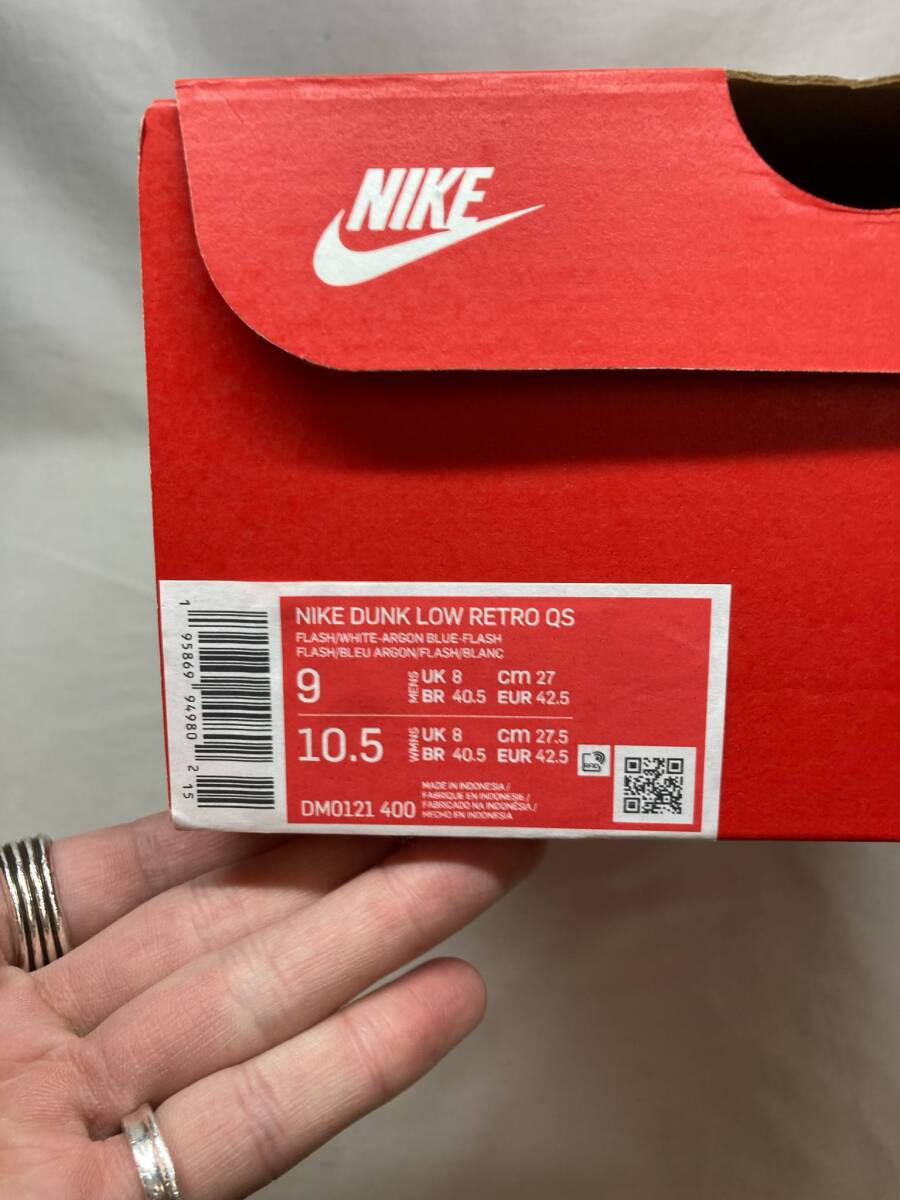 NIKE
NIKE DUNK LOW RETRO QS
FLASH/WHITE-ARGON BLUE-FLASH
FLASH/BLEU ARGON/FLASH/BLANC
9 MENS UK 8 cm 27
BR 40.5 EUR 42.5
10.5 WMNS UK 8 cm 27.5
BR 40.5 EUR 42.5
DM0121 400
MADE IN INDONESIA /
FABRIQUE EN INDONESIE /
FABRICADO NA INDONÉSIA /
HECHO EN INDONESIA
1 95869 94980 2 15